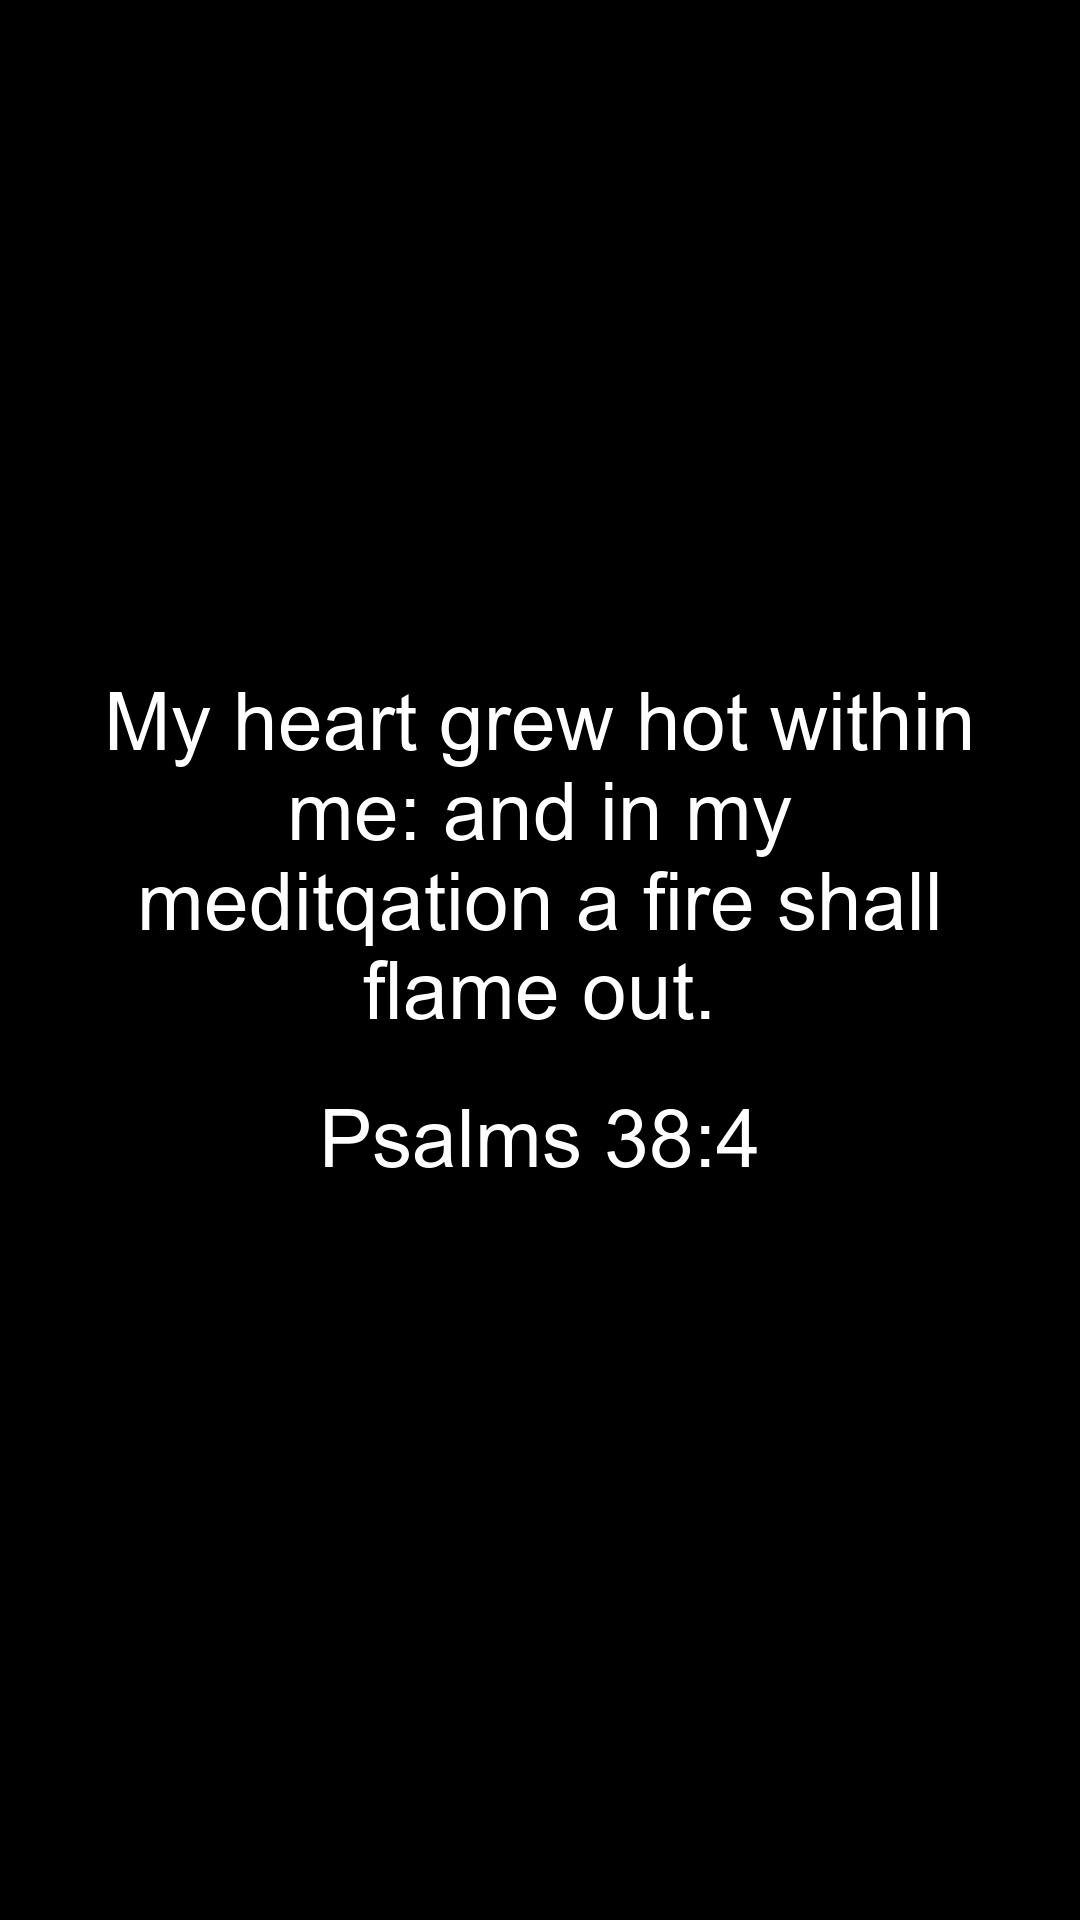 My heart grew hot within
me: and in my
meditqation a fire shall
flame out.
Psalms 38:4